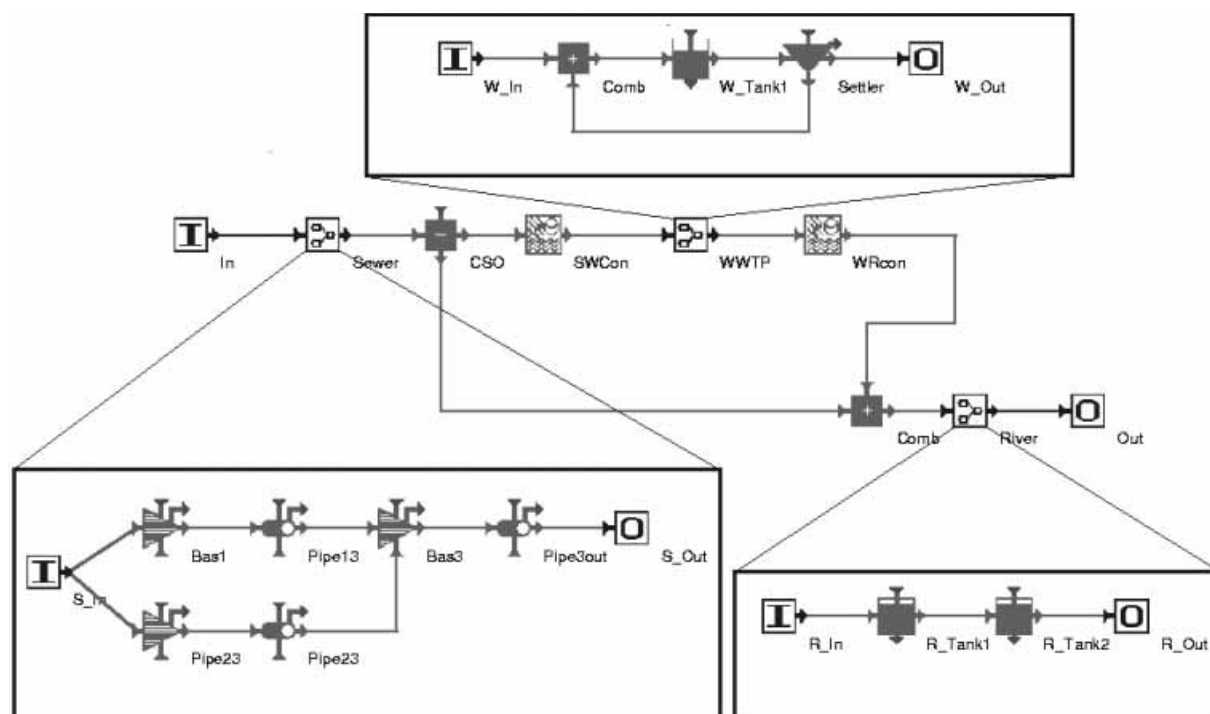 I O
W_In Comb W_Tank1 Settler W_Out
I
In Sewer CSO SWCon WWTP WRcon
O
Comb River Out
O
Bas1 Pipe13 Bas3 Pipe3out S_Out
I
S_In
Pipe23 Pipe23
I O
R_In R_Tank1 R_Tank2 R_Out